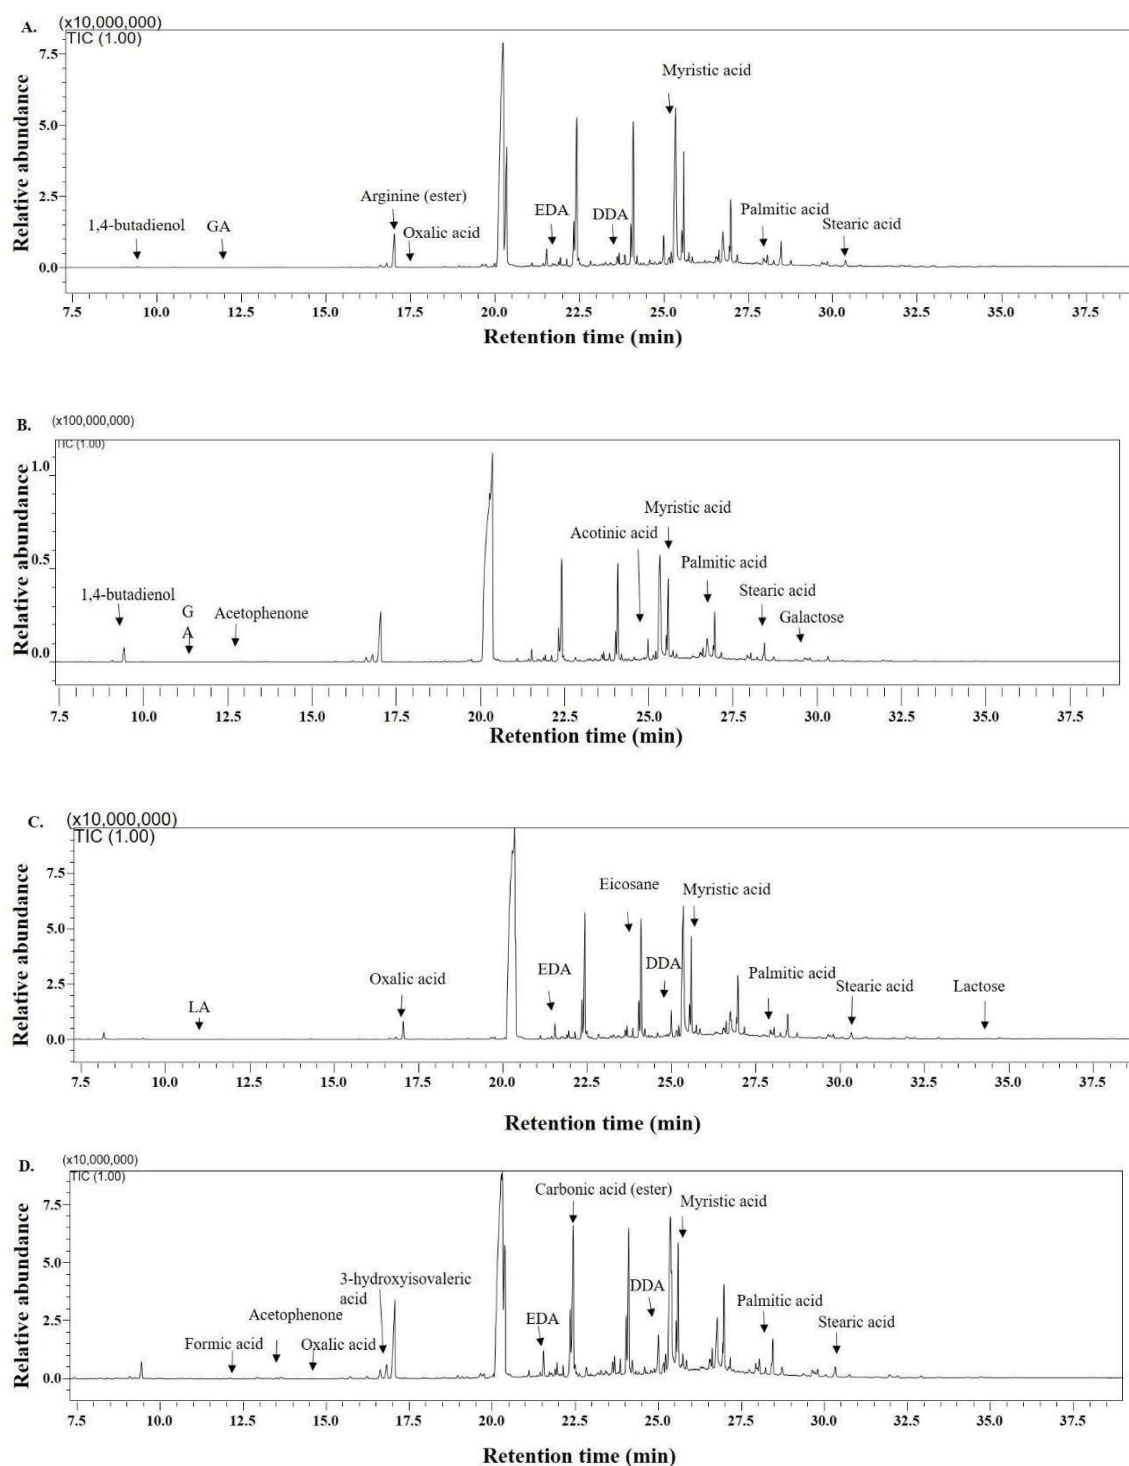 A.
(x10,000,000)
TIC (1.00)
7.5
5.0
2.5
0.0
Relative abundance
Myristic acid
Arginine (ester)
1,4-butadienol
GA
Oxalic acid
EDA
DDA
Palmitic acid
Stearic acid
7.5 10.0 12.5 15.0 17.5 20.0 22.5 25.0 27.5 30.0 32.5 35.0 37.5
Retention time (min)
B.
(x100,000,000)
TIC (1.00)
1.0
0.5
0.0
Relative abundance
Myristic acid
Acotinic acid
Palmitic acid
1,4-butadienol
G
A
Acetophenone
Stearic acid
Galactose
7.5 10.0 12.5 15.0 17.5 20.0 22.5 25.0 27.5 30.0 32.5 35.0 37.5
Retention time (min)
C.
(x10,000,000)
TIC (1.00)
7.5
5.0
2.5
0.0
Relative abundance
Eicosane
Myristic acid
EDA
DDA
Oxalic acid
Palmitic acid
LA
Stearic acid
Lactose
7.5 10.0 12.5 15.0 17.5 20.0 22.5 25.0 27.5 30.0 32.5 35.0 37.5
Retention time (min)
D.
(x10,000,000)
TIC (1.00)
7.5
5.0
2.5
0.0
Relative abundance
Carbonic acid (ester)
Myristic acid
3-hydroxyisovaleric
acid
DDA
Acetophenone
EDA
Palmitic acid
Formic acid
Oxalic acid
Stearic acid
7.5 10.0 12.5 15.0 17.5 20.0 22.5 25.0 27.5 30.0 32.5 35.0 37.5
Retention time (min)